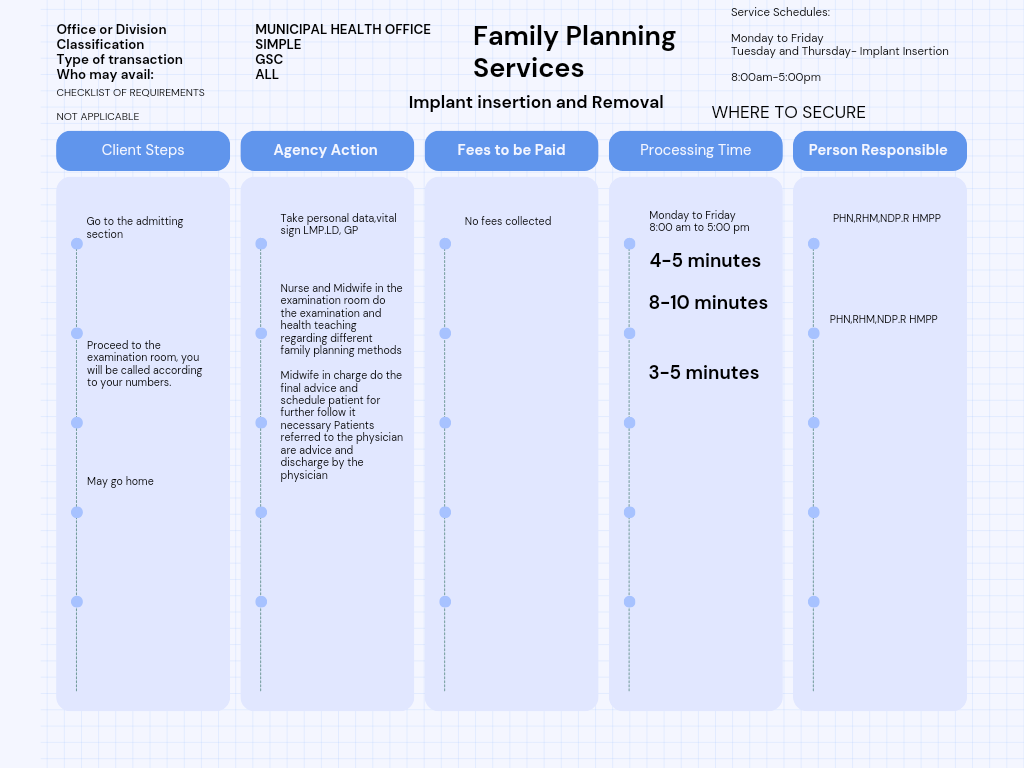 Office or Division
Classification
Type of transaction
Who may avail:
CHECKLIST OF REQUIREMENTS
NOT APPLICABLE
MUNICIPAL HEALTH OFFICE
SIMPLE
GSC
ALL
Family Planning
Services
Implant insertion and Removal
Service Schedules:
Monday to Friday
Tuesday and Thursday- Implant Insertion
8:00am-5:00pm
WHERE TO SECURE
Client Steps
Go to the admitting
section
Proceed to the
examination room, you
will be called according
to your numbers.
May go home
Agency Action
Take personal data,vital
sign LMP.LD, GP
Nurse and Midwife in the
examination room do
the examination and
health teaching
regarding different
family planning methods
Midwife in charge do the
final advice and
schedule patient for
further follow it
necessary Patients
referred to the physician
are advice and
discharge by the
physician
Fees to be Paid
No fees collected
Processing Time
Monday to Friday
8:00 am to 5:00 pm
4-5 minutes
8-10 minutes
3-5 minutes
Person Responsible
PHN,RHM,NDP.R HMPP
PHN,RHM,NDP.R HMPP